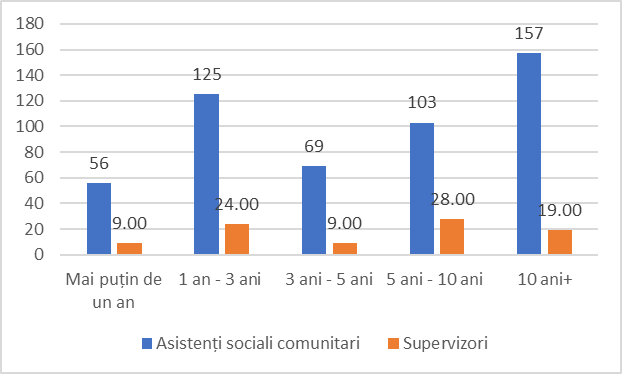 180
160
140
120
100
80
60
40
20
0
56
9.00
125
24.00
69
9.00
103
28.00
157
19.00
Mai puțin de
un an
1 an - 3 ani
3 ani - 5 ani
5 ani - 10 ani
10 ani+
Asistenți sociali comunitari
Supervizori